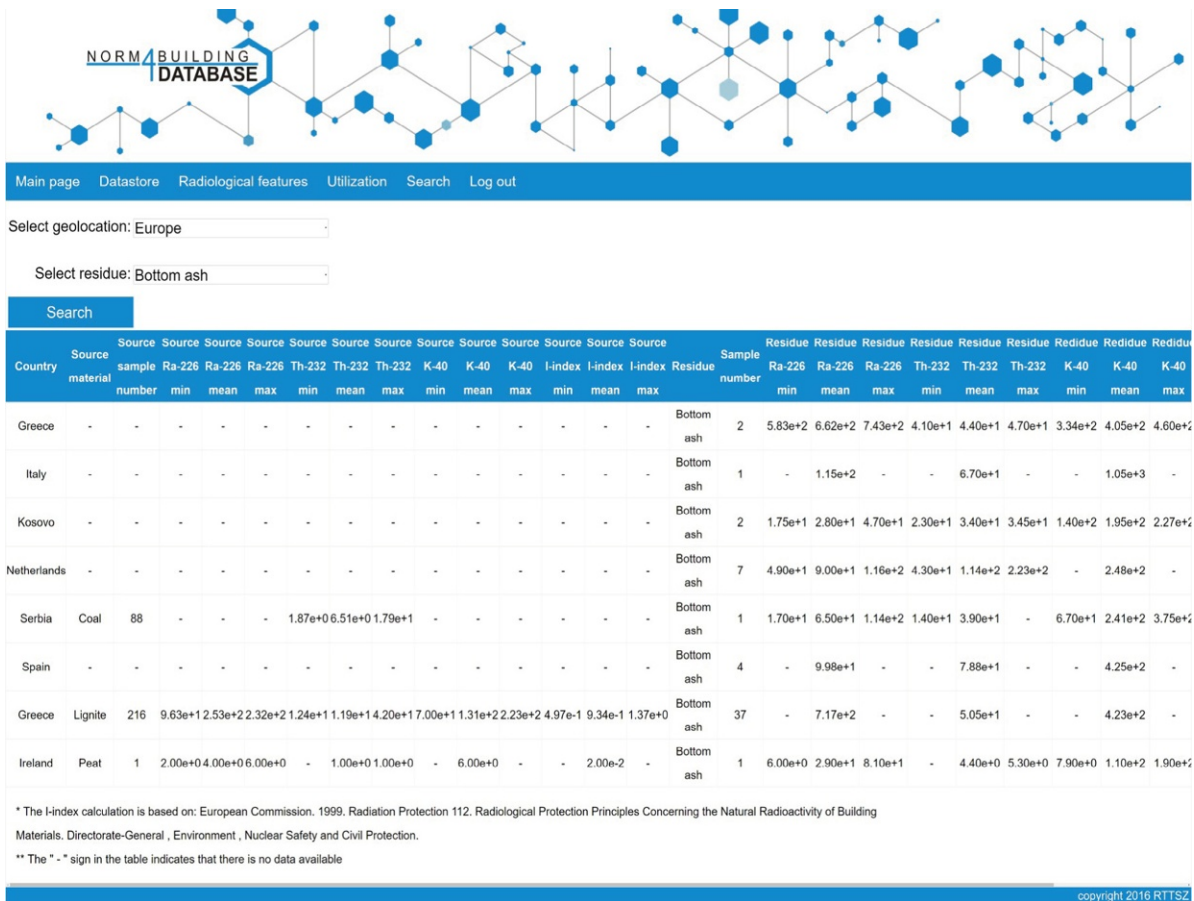 NORM4BUILDING
DATABASE
Main page Datastore Radiological features Utilization Search Log out
Select geolocation: Europe
Select residue: Bottom ash
Search
Source Source Source Source Source Source Source Source Source Source Source Source Source Residue Residue Residue Residue Residue Residue Redidue Redidue Redidue
Country Source material sample Ra-226 Ra-226 Ra-226 Th-232 Th-232 Th-232 K-40 K-40 K-40 I-index I-index I-index Residue Sample number Ra-226 Ra-226 Ra-226 Th-232 Th-232 Th-232 K-40 K-40 K-40
number min mean max min mean max min mean max min mean max min mean max min mean max min mean max
Greece - - - - - - - - - - - - - - Bottom ash 2 5.83e+2 6.62e+2 7.43e+2 4.10e+1 4.40e+1 4.70e+1 3.34e+2 4.05e+2 4.60e+2
Italy - - - - - - - - - - - - - - Bottom ash 1 - 1.15e+2 - - 6.70e+1 - - 1.05e+3 -
Kosovo - - - - - - - - - - - - - - Bottom ash 2 1.75e+1 2.80e+1 4.70e+1 2.30e+1 3.40e+1 3.45e+1 1.40e+2 1.95e+2 2.27e+2
Netherlands - - - - - - - - - - - - - - Bottom ash 7 4.90e+1 9.00e+1 1.16e+2 4.30e+1 1.14e+2 2.23e+2 - 2.48e+2 -
Serbia Coal 88 - - - 1.87e+0 6.51e+0 1.79e+1 - - - - - - Bottom ash 1 1.70e+1 6.50e+1 1.14e+2 1.40e+1 3.90e+1 - 6.70e+1 2.41e+2 3.75e+2
Spain - - - - - - - - - - - - - - Bottom ash 4 - 9.98e+1 - - 7.88e+1 - - 4.25e+2 -
Greece Lignite 216 9.63e+1 2.53e+2 2.32e+2 1.24e+1 1.19e+1 4.20e+1 7.00e+1 1.31e+2 2.23e+2 4.97e-1 9.34e-1 1.37e+0 Bottom ash 37 - 7.17e+2 - - 5.05e+1 - - 4.23e+2 -
Ireland Peat 1 2.00e+0 4.00e+0 6.00e+0 - 1.00e+0 1.00e+0 - 6.00e+0 - - 2.00e-2 - Bottom ash 1 6.00e+0 2.90e+1 8.10e+1 - 4.40e+0 5.30e+0 7.90e+0 1.10e+2 1.90e+2
* The I-index calculation is based on: European Commission. 1999. Radiation Protection 112. Radiological Protection Principles Concerning the Natural Radioactivity of Building
Materials. Directorate-General , Environment , Nuclear Safety and Civil Protection.
** The " - " sign in the table indicates that there is no data available
copyright 2016 RTTSZ